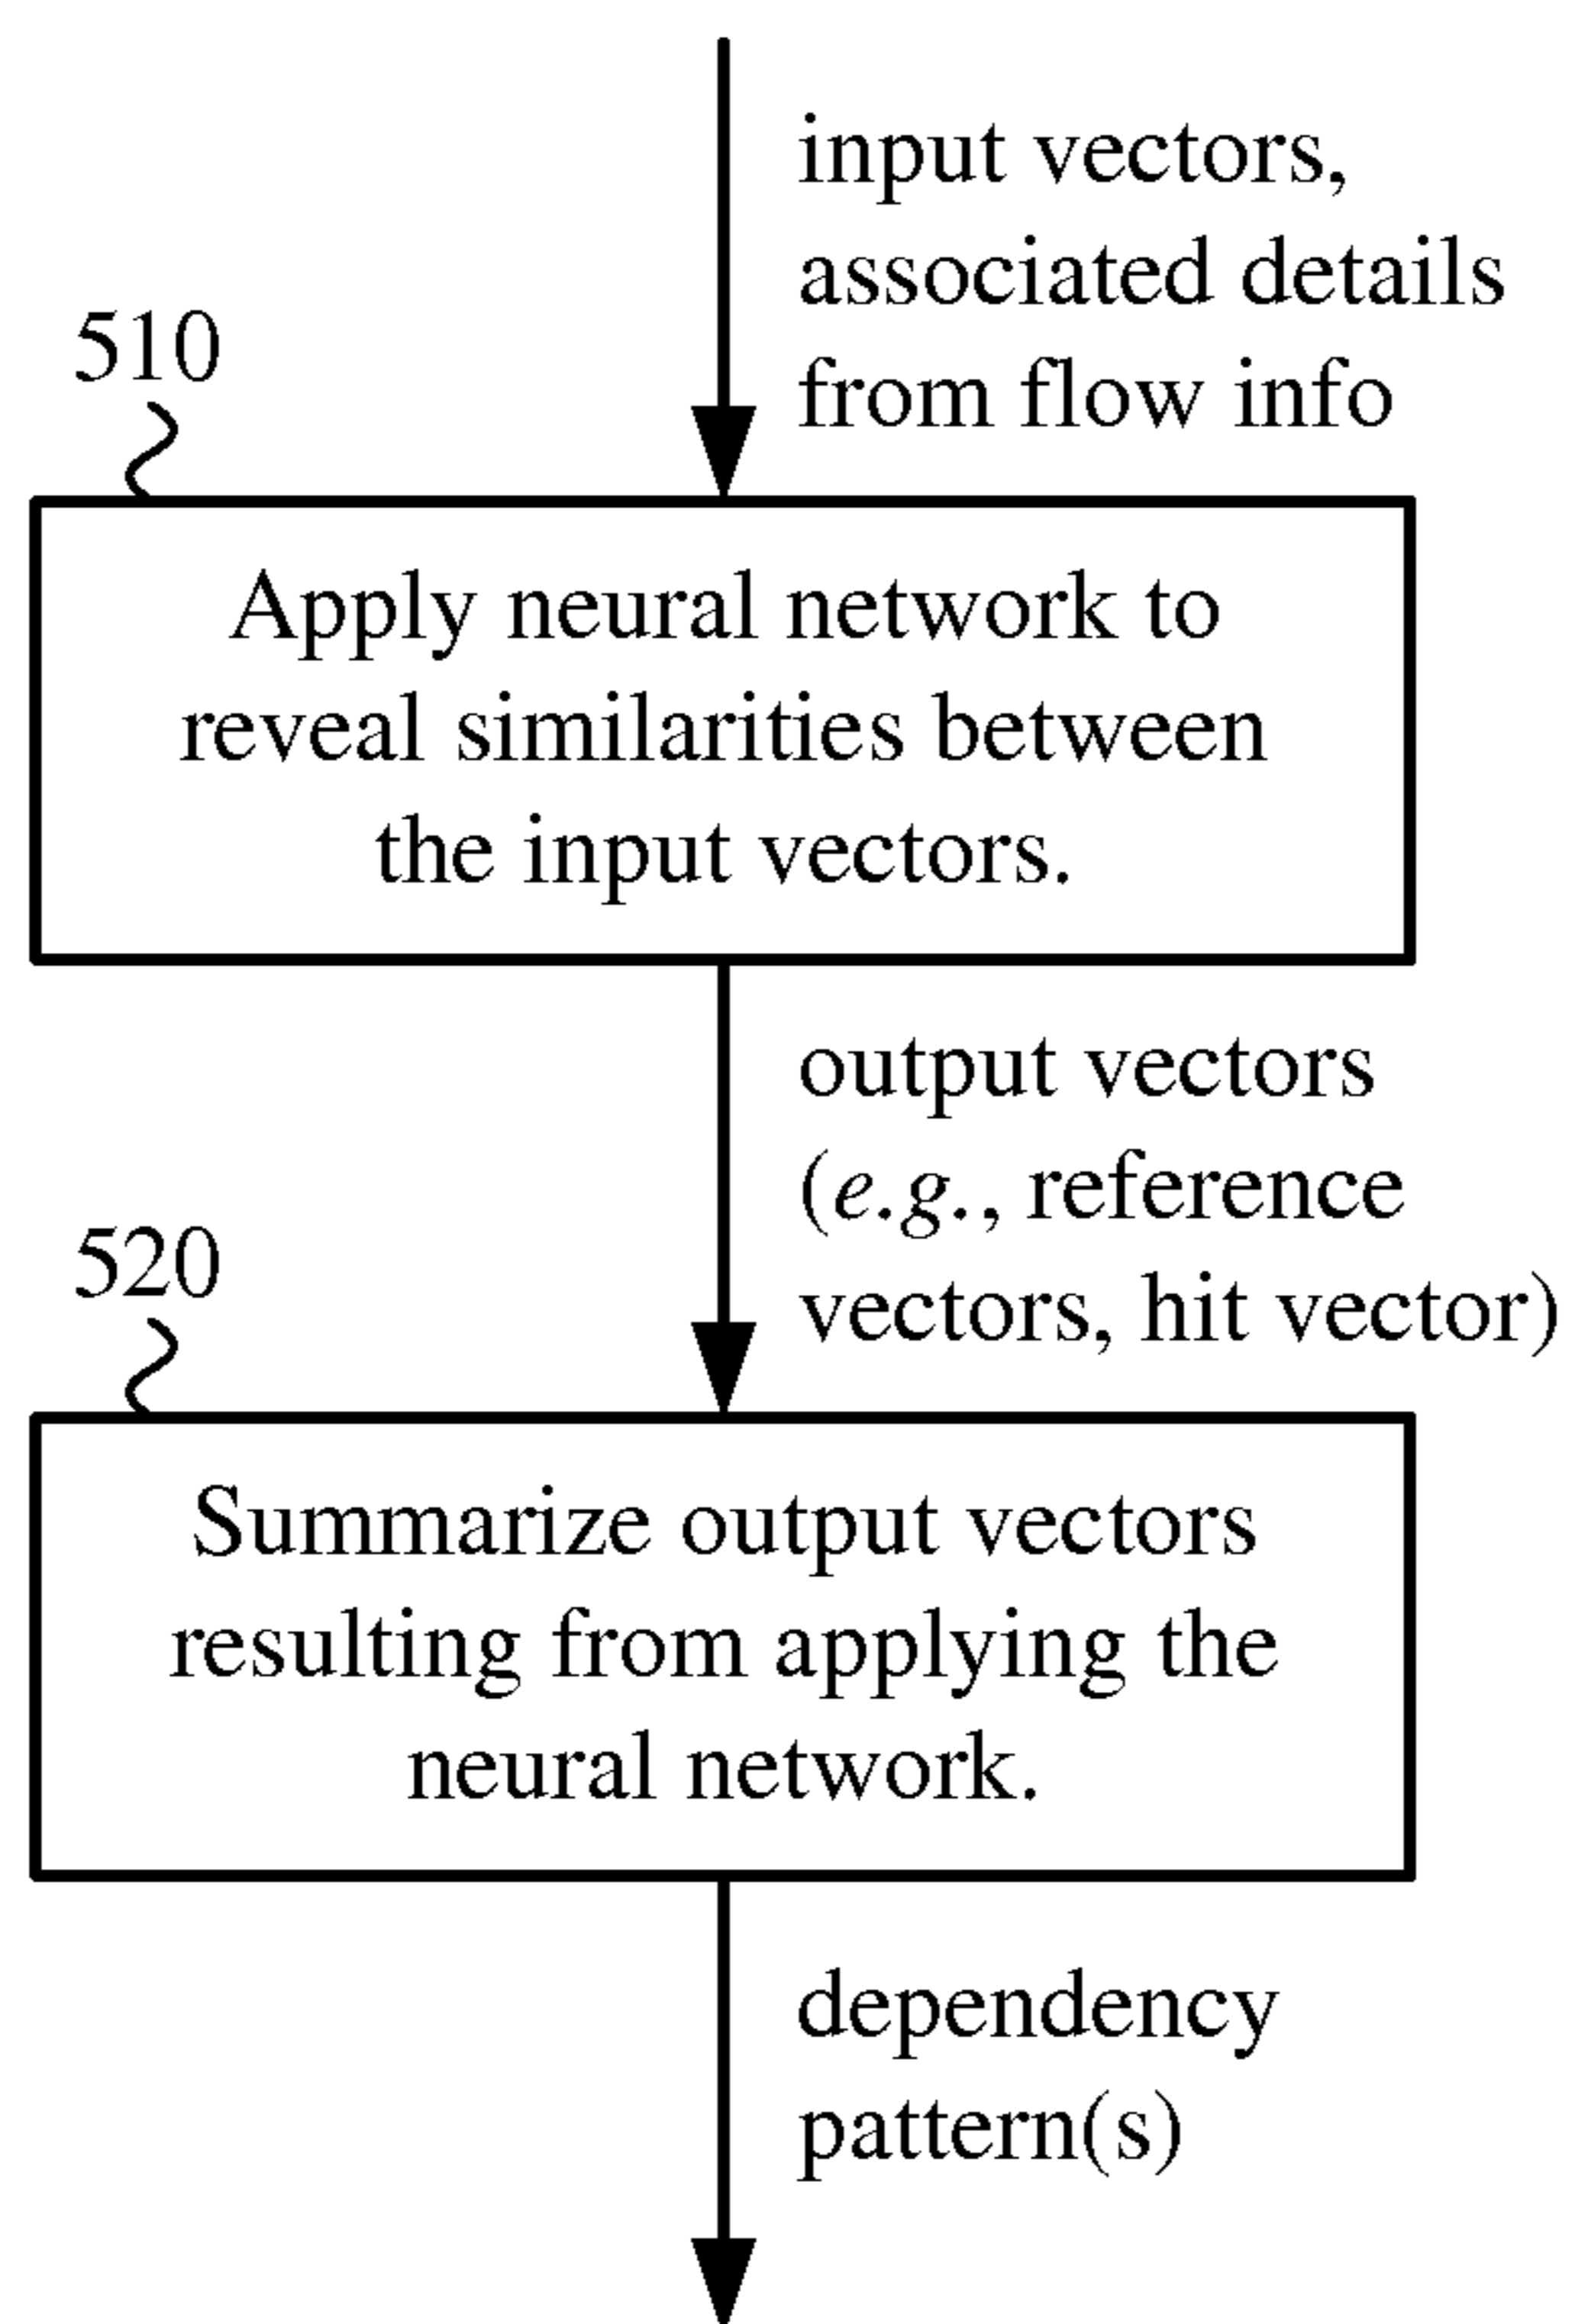 input vectors,
associated details
from flow info
510
Apply neural network to
reveal similarities between
the input vectors.
output vectors
(e.g., reference
vectors, hit vector)
520
Summarize output vectors
resulting from applying the
neural network.
dependency
pattern(s)